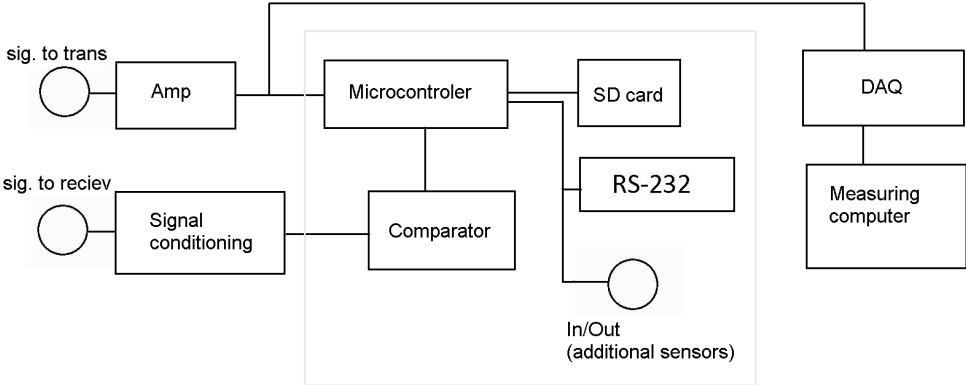 sig. to trans
Amp
Microcontroler
SD card
DAQ
sig. to reciev
Signal
conditioning
Comparator
RS-232
Measuring
computer
In/Out
(additional sensors)